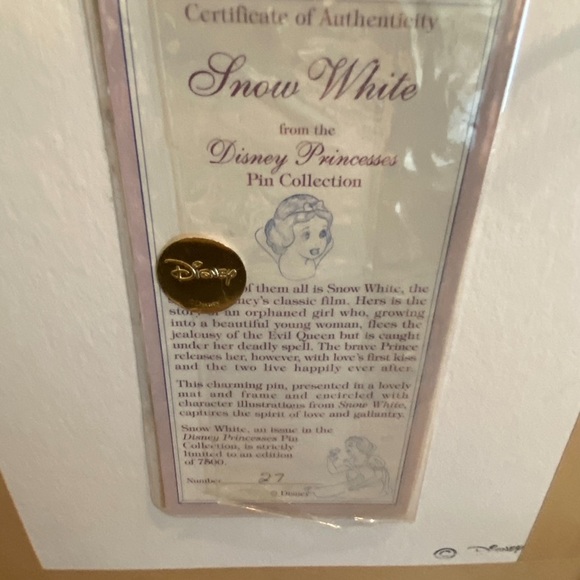 Certificate of Authenticity
Snow White
from the
Disney Princesses
Pin Collection
Disney
of them all is Snow White, the
ney's classic film. Hers is the
story of an orphaned girl who, growing
into a beautiful young woman, flees the
jealousy of the Evil Queen but is caught
under her deadly spell. The brave Prince
releases her, however, with love's first kiss
and the two live happily ever after.
This charming pin, presented in a lovely
mat and frame and encircled with
character illustrations from Snow White,
captures the spirit of love and gallantry.
Snow White, an issue in the
Disney Princesses Pin
Collection, is strictly
limited to an edition
of 7800.
Number 27
© Disney
© Disney